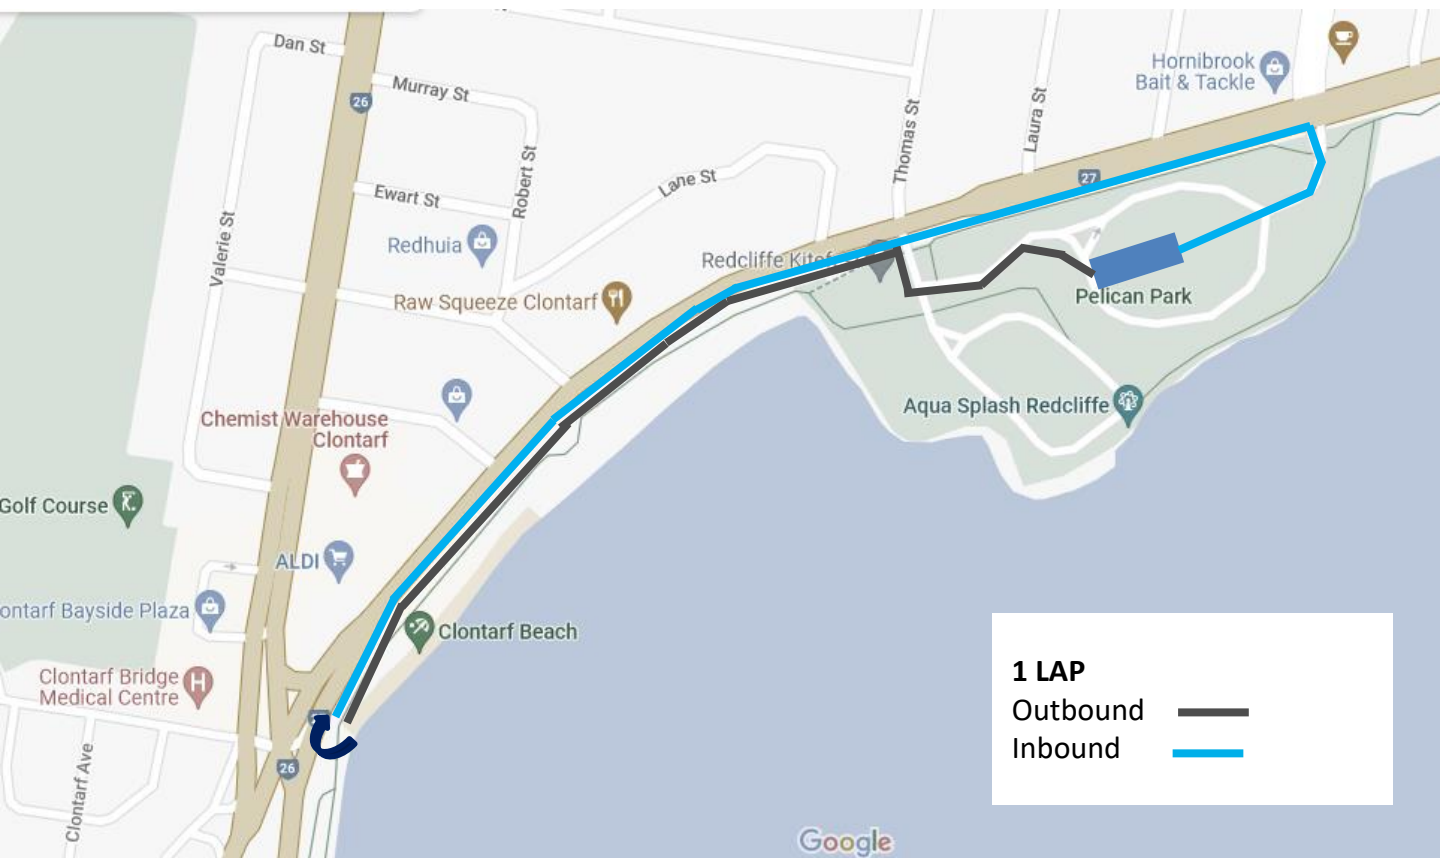 Dan St
26
Murray St
Hornibrook
Bait & Tackle
Thomas St
Laura St
Robert St
Lane St
27
Ewart St
Valerie St
Redhuia
Redcliffe Kite
Raw Squeeze Clontarf
Pelican Park
Aqua Splash Redcliffe
Chemist Warehouse
Clontarf
Golf Course
ALDI
ontarf Bayside Plaza
Clontarf Beach
Clontarf Bridge
Medical Centre
26
Clontarf Ave
1 LAP
Outbound
Inbound
Google